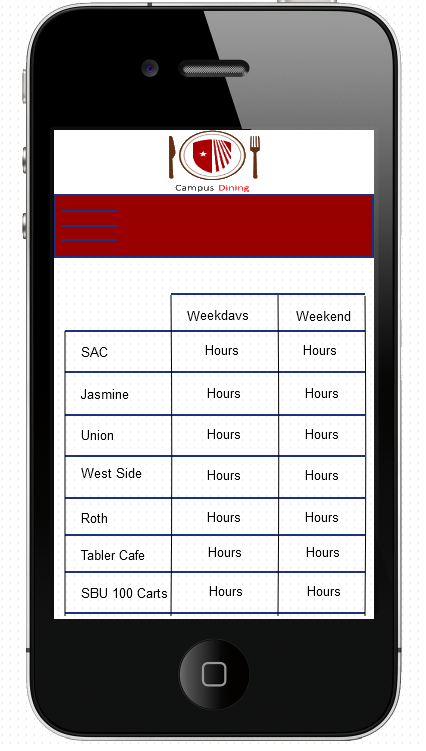 Campus Dining
Weekdays Weekend
SAC Hours Hours
Jasmine Hours Hours
Union Hours Hours
West Side Hours Hours
Roth Hours Hours
Tabler Cafe Hours Hours
SBU 100 Carts Hours Hours